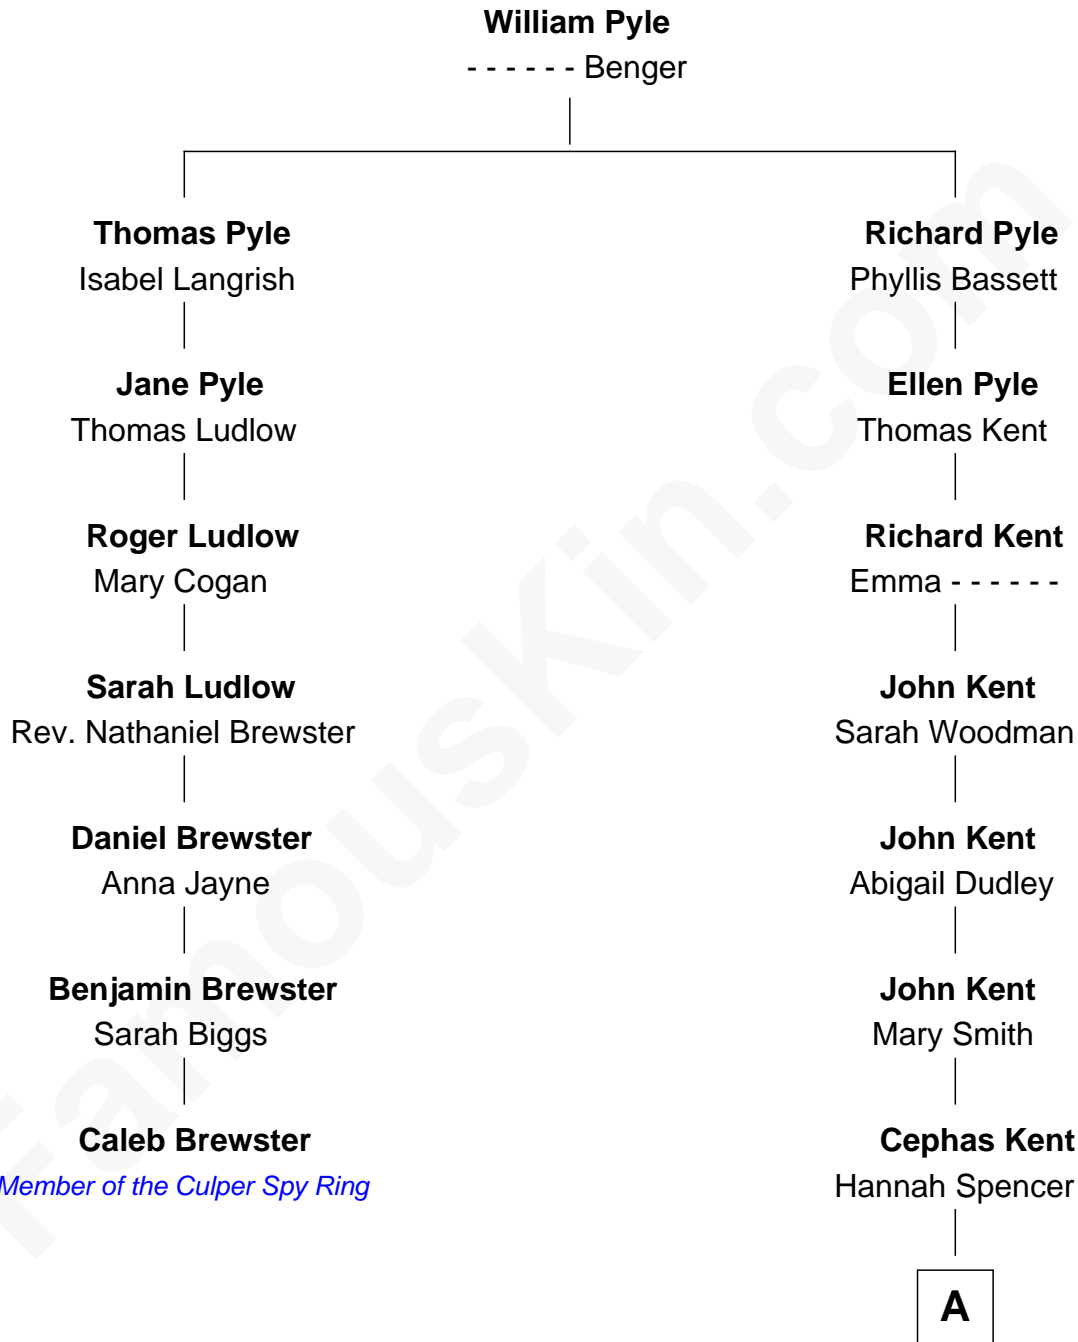 William Pyle
- - - - - - Benger
Thomas Pyle
Isabel Langrish
Jane Pyle
Thomas Ludlow
Roger Ludlow
Mary Cogan
Sarah Ludlow
Rev. Nathaniel Brewster
Daniel Brewster
Anna Jayne
Benjamin Brewster
Sarah Biggs
Caleb Brewster
Member of the Culper Spy Ring
Richard Pyle
Phyllis Bassett
Ellen Pyle
Thomas Kent
Richard Kent
Emma - - - - - -
John Kent
Sarah Woodman
John Kent
Abigail Dudley
John Kent
Mary Smith
Cephas Kent
Hannah Spencer
A
FamousKin.com